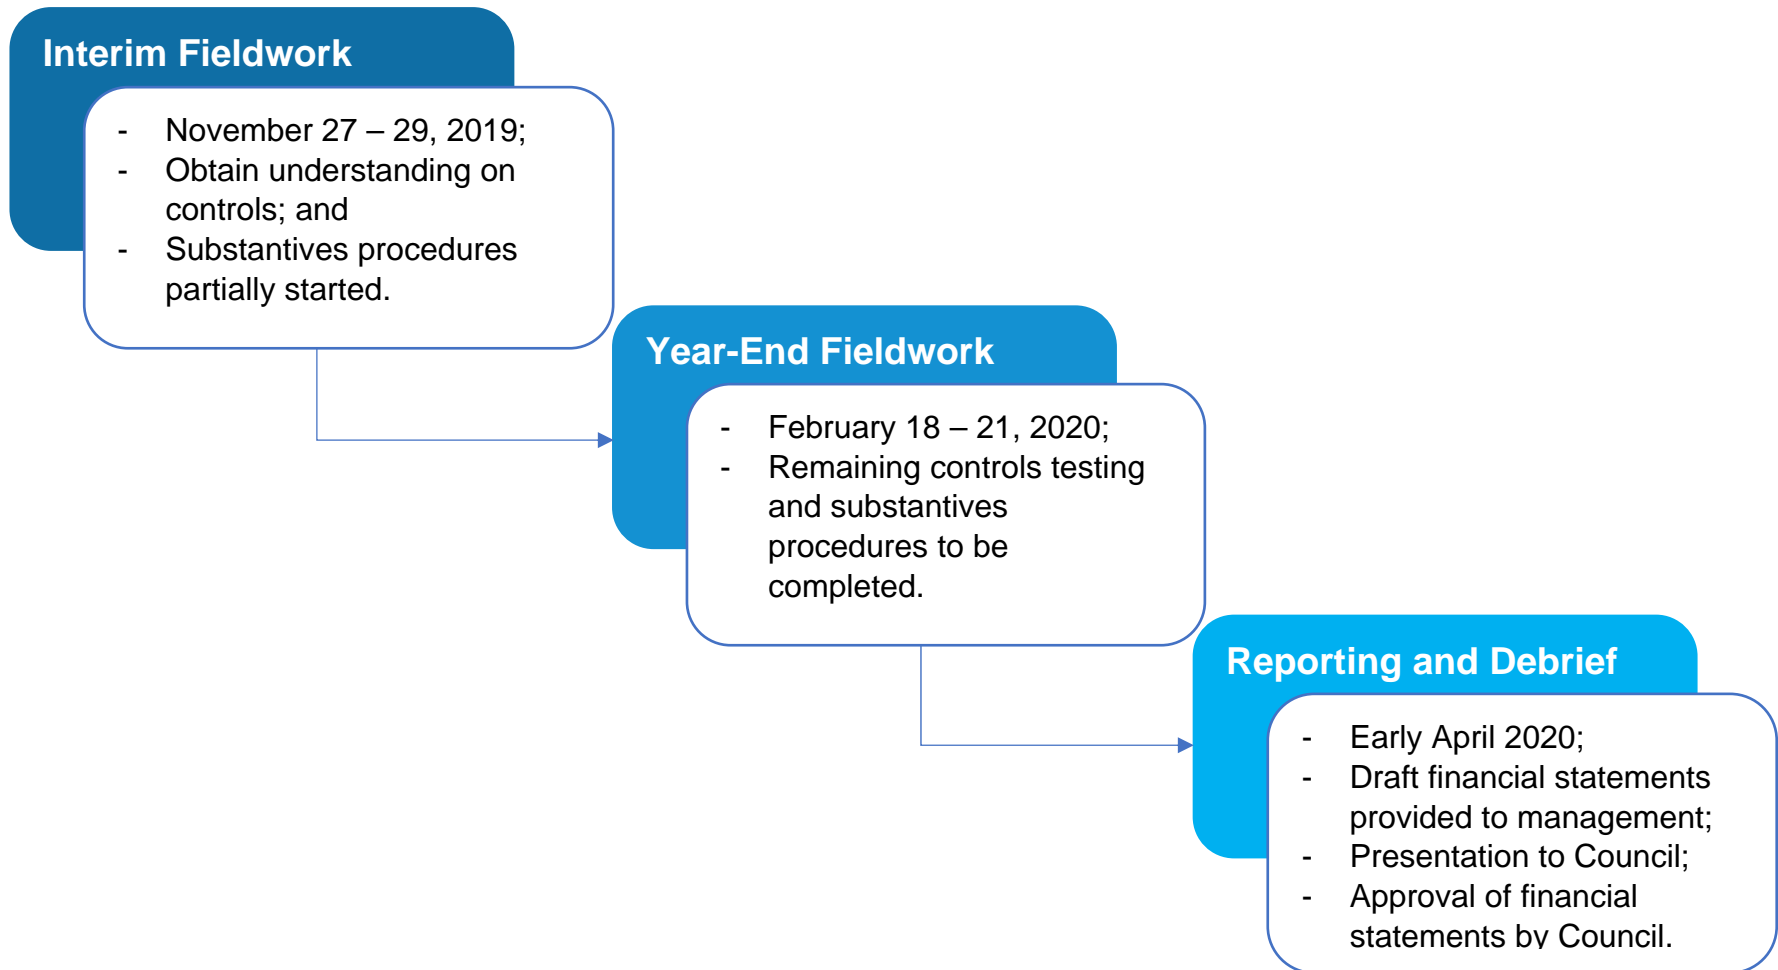 Interim Fieldwork
- November 27 – 29, 2019;
- Obtain understanding on
controls; and
- Substantives procedures
partially started.
Year-End Fieldwork
- February 18 – 21, 2020;
- Remaining controls testing
and substantives
procedures to be
completed.
Reporting and Debrief
- Early April 2020;
- Draft financial statements
provided to management;
- Presentation to Council;
- Approval of financial
statements by Council.